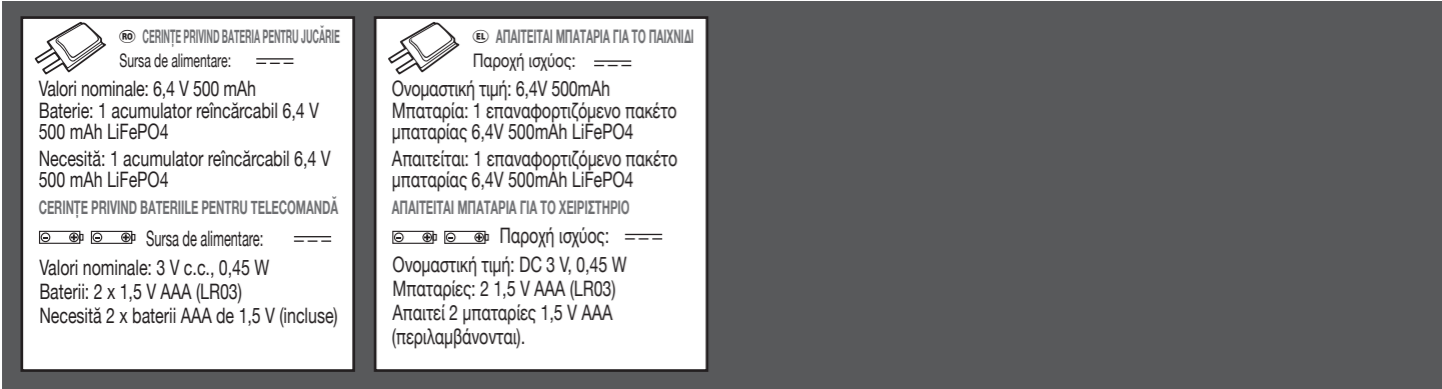 RO CERINȚE PRIVIND BATERIA PENTRU JUCĂRIE
Sursa de alimentare:
Valori nominale: 6,4 V 500 mAh
Baterie: 1 acumulator reîncărcabil 6,4 V
500 mAh LiFePO4
Necesită: 1 acumulator reîncărcabil 6,4 V
500 mAh LiFePO4
CERINȚE PRIVIND BATERIILE PENTRU TELECOMANDĂ
Sursa de alimentare:
Valori nominale: 3 V c.c., 0,45 W
Baterii: 2 x 1,5 V AAA (LR03)
Necesită 2 x baterii AAA de 1,5 V (incluse)
EL ΑΠΑΙΤΕΙΤΑΙ ΜΠΑΤΑΡΙΑ ΓΙΑ ΤΟ ΠΑΙΧΝΙΔΙ
Παροχή ισχύος:
Ονομαστική τιμή: 6,4V 500mAh
Μπαταρία: 1 επαναφορτιζόμενο πακέτο
μπαταρίας 6,4V 500mAh LiFePO4
Απαιτείται: 1 επαναφορτιζόμενο πακέτο
μπαταρίας 6,4V 500mAh LiFePO4
ΑΠΑΙΤΕΙΤΑΙ ΜΠΑΤΑΡΙΑ ΓΙΑ ΤΟ ΧΕΙΡΙΣΤΗΡΙΟ
Παροχή ισχύος:
Ονομαστική τιμή: DC 3 V, 0,45 W
Μπαταρίες: 2 1,5 V AAA (LR03)
Απαιτεί 2 μπαταρίες 1,5 V AAA
(περιλαμβάνονται).